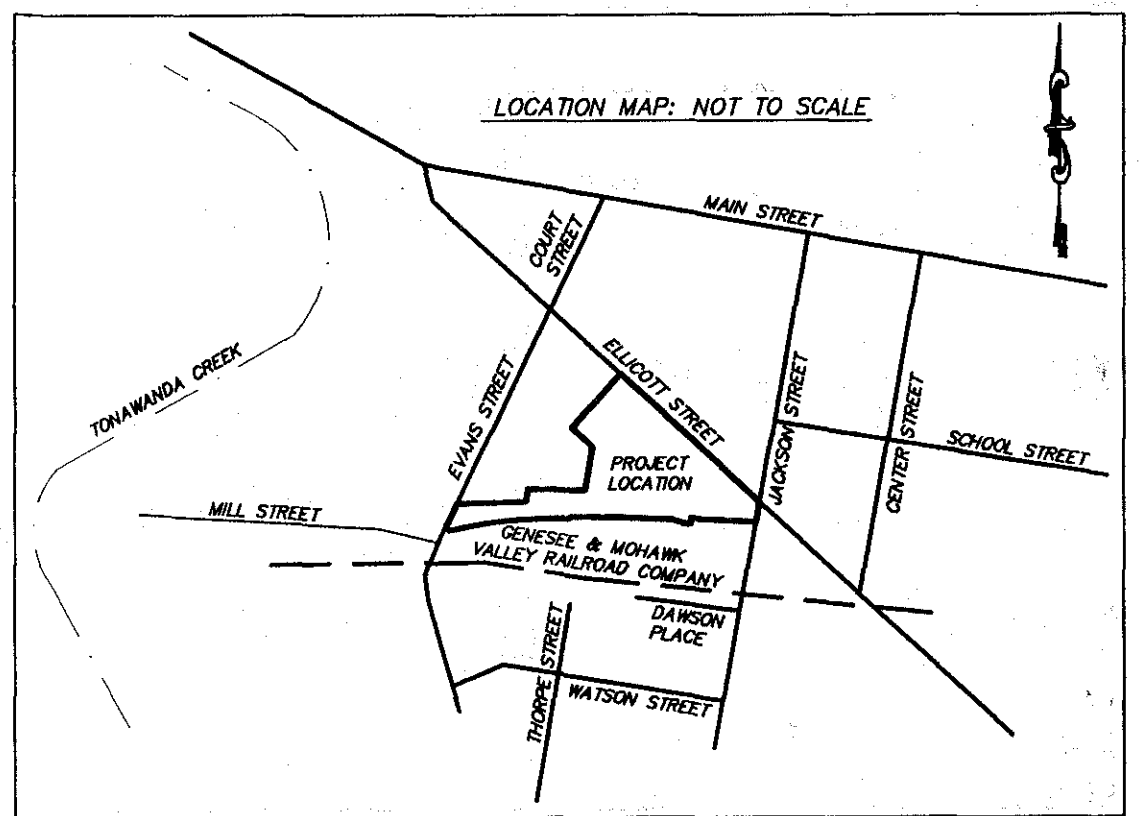 LOCATION MAP: NOT TO SCALE
MAIN STREET
COURT
STREET
TONAWANDA CREEK
EVANS STREET
ELLICOTT STREET
JACKSON STREET
CENTER STREET
SCHOOL STREET
PROJECT
LOCATION
MILL STREET
GENESEE & MOHAWK
VALLEY RAILROAD COMPANY
DAWSON
PLACE
THORPE STREET
WATSON STREET